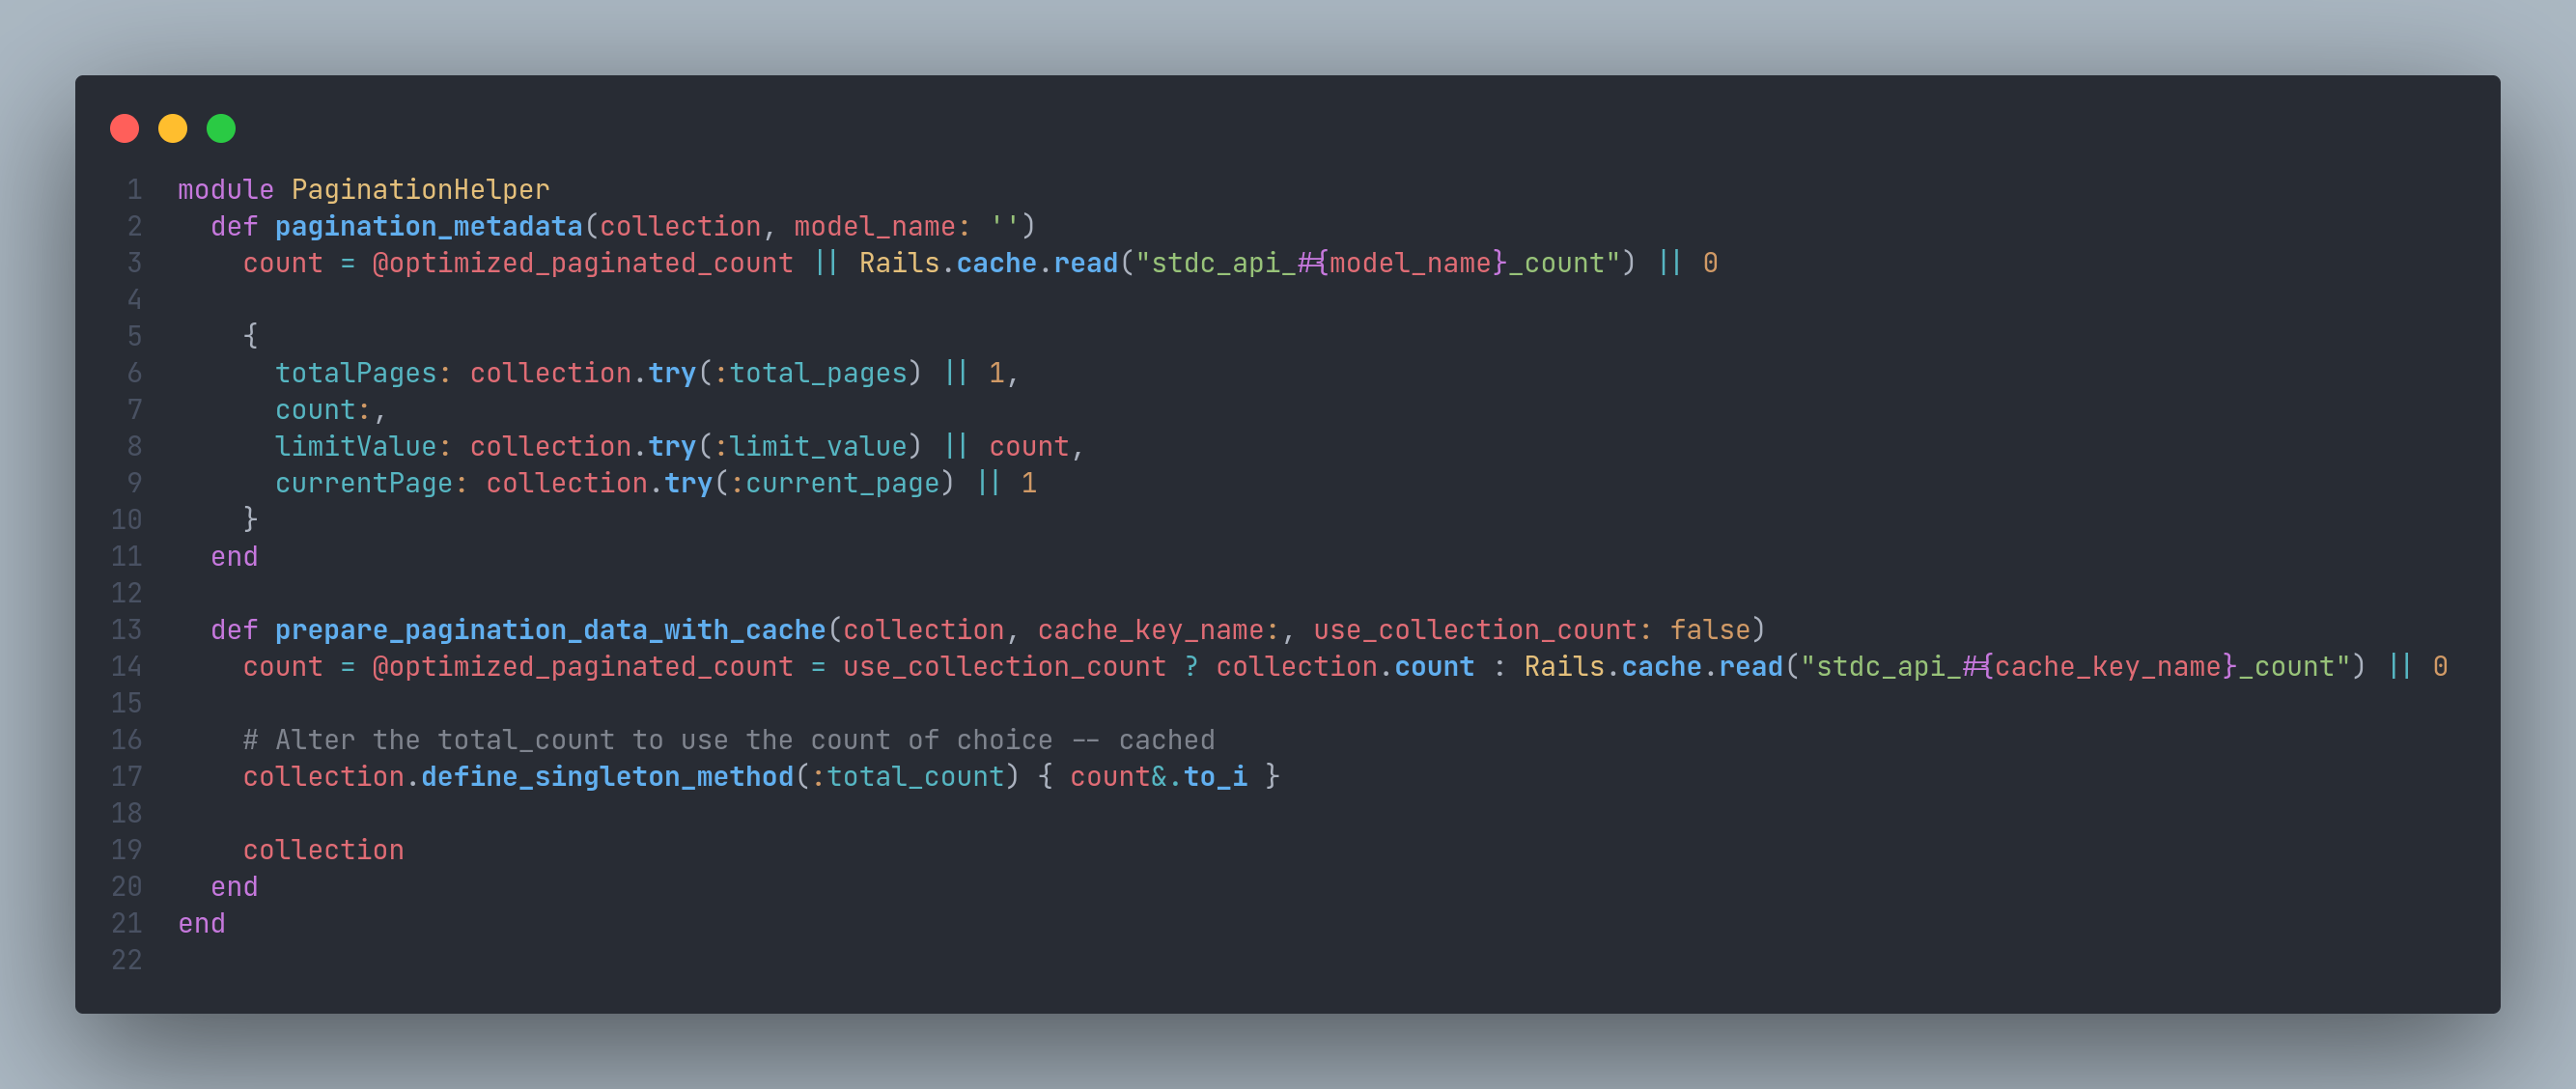 1 module PaginationHelper
2   def pagination_metadata(collection, model_name: '')
3     count = @optimized_paginated_count || Rails.cache.read("stdc_api_#{model_name}_count") || 0
4
5     {
6       totalPages: collection.try(:total_pages) || 1,
7       count:,
8       limitValue: collection.try(:limit_value) || count,
9       currentPage: collection.try(:current_page) || 1
10     }
11   end
12
13   def prepare_pagination_data_with_cache(collection, cache_key_name:, use_collection_count: false)
14     count = @optimized_paginated_count = use_collection_count ? collection.count : Rails.cache.read("stdc_api_#{cache_key_name}_count") || 0
15
16     # Alter the total_count to use the count of choice -- cached
17     collection.define_singleton_method(:total_count) { count&.to_i }
18
19     collection
20   end
21 end
22